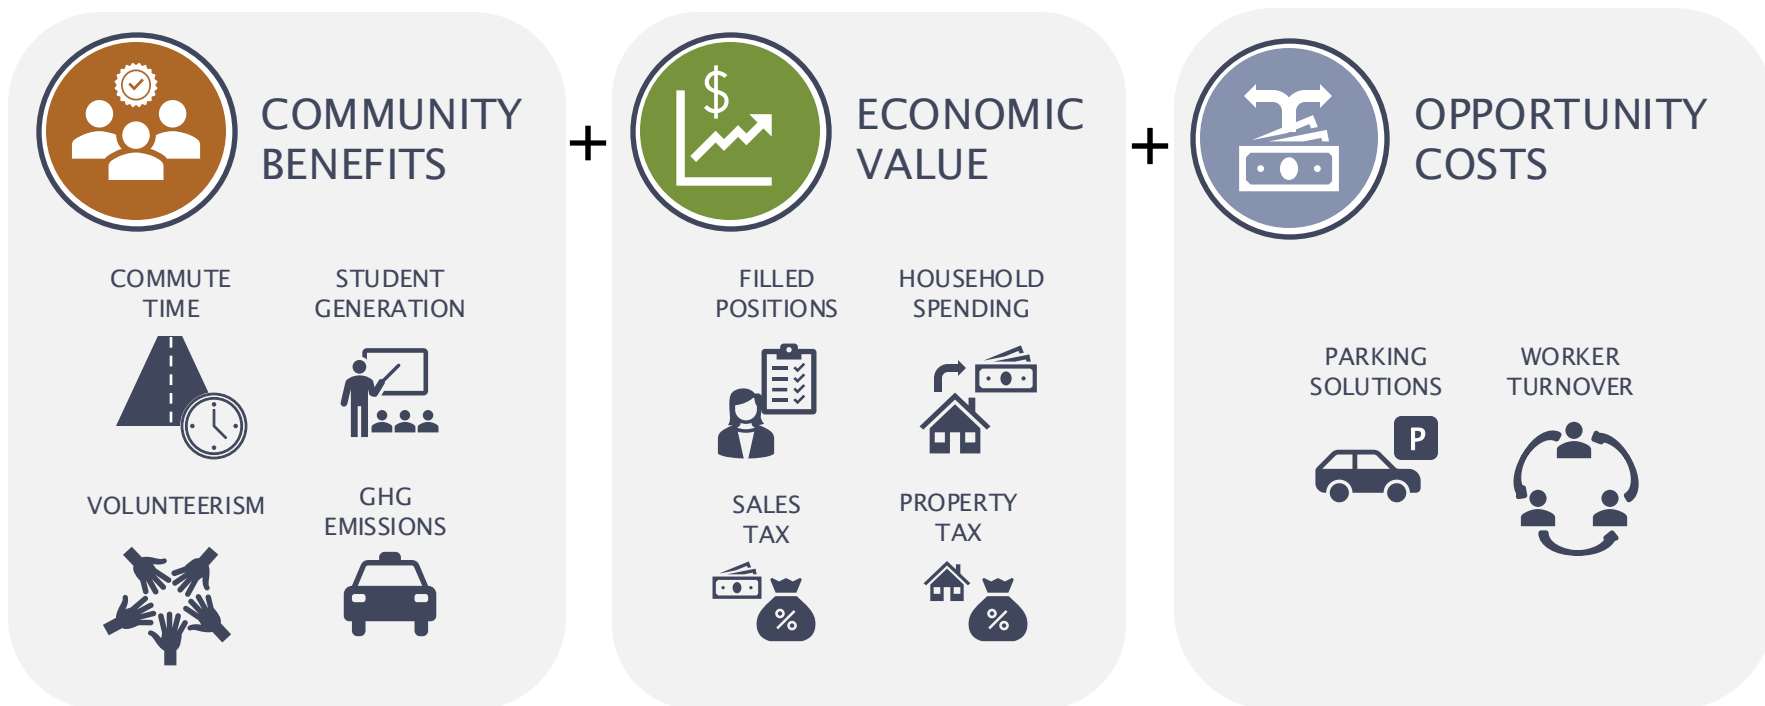 COMMUNITY
BENEFITS
COMMUTE
TIME
STUDENT
GENERATION
VOLUNTEERISM
GHG
EMISSIONS
+
$
ECONOMIC
VALUE
FILLED
POSITIONS
HOUSEHOLD
SPENDING
SALES
TAX
%
PROPERTY
TAX
%
+
OPPORTUNITY
COSTS
PARKING
SOLUTIONS
P
WORKER
TURNOVER